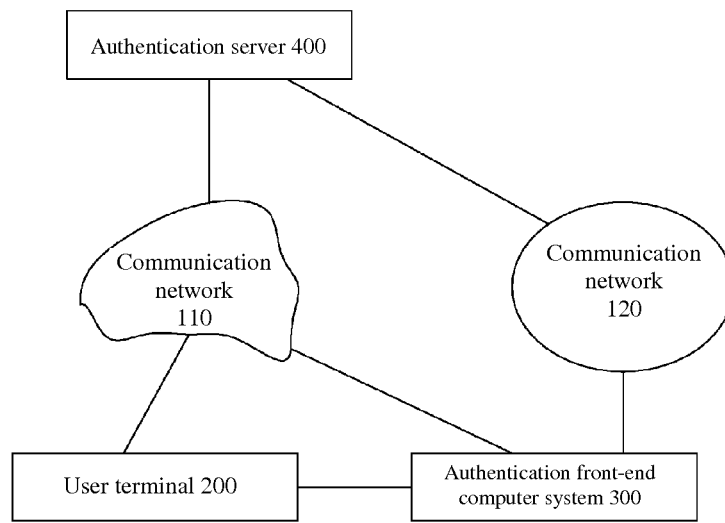 Authentication server 400
Communication
network
110
Communication
network
120
User terminal 200
Authentication front-end
computer system 300